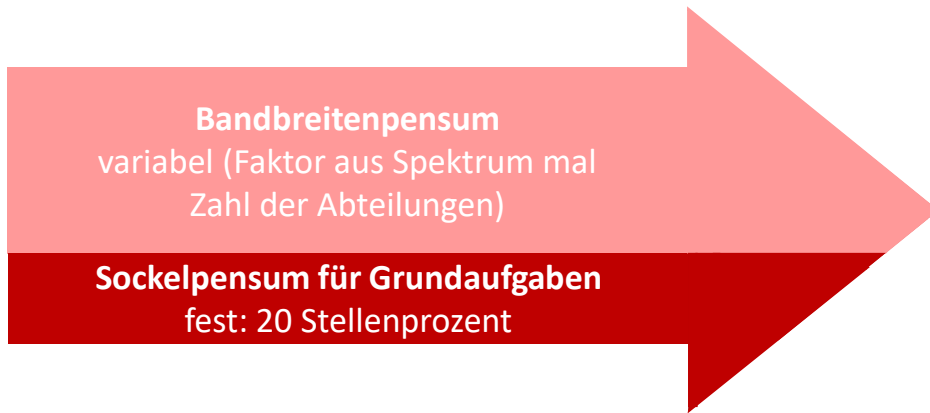 Bandbreitenpensum
variabel (Faktor aus Spektrum mal
Zahl der Abteilungen)
Sockelpensum für Grundaufgaben
fest: 20 Stellenprozent